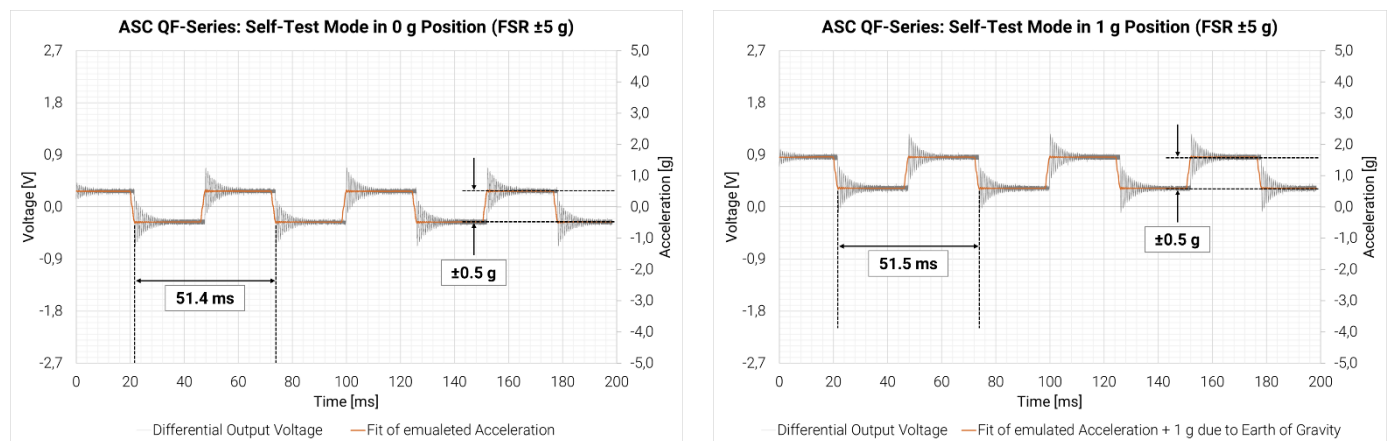 ASC QF-Series: Self-Test Mode in 0 g Position (FSR ±5 g)
2,7
1,8
0,9
0,0
-0,9
-1,8
-2,7
Voltage [V]
5,0
4,0
3,0
2,0
1,0
0,0
-1,0
-2,0
-3,0
-4,0
-5,0
Acceleration [g]
±0.5 g
51.4 ms
0 20 40 60 80 100 120 140 160 180 200
Time [ms]
Differential Output Voltage
Fit of emualeted Acceleration
ASC QF-Series: Self-Test Mode in 1 g Position (FSR ±5 g)
2,7
1,8
0,9
0,0
-0,9
-1,8
-2,7
Voltage [V]
5,0
4,0
3,0
2,0
1,0
0,0
-1,0
-2,0
-3,0
-4,0
-5,0
Acceleration [g]
±0.5 g
51.5 ms
0 20 40 60 80 100 120 140 160 180 200
Time [ms]
Differential Output Voltage
Fit of emulated Acceleration + 1 g due to Earth of Gravity